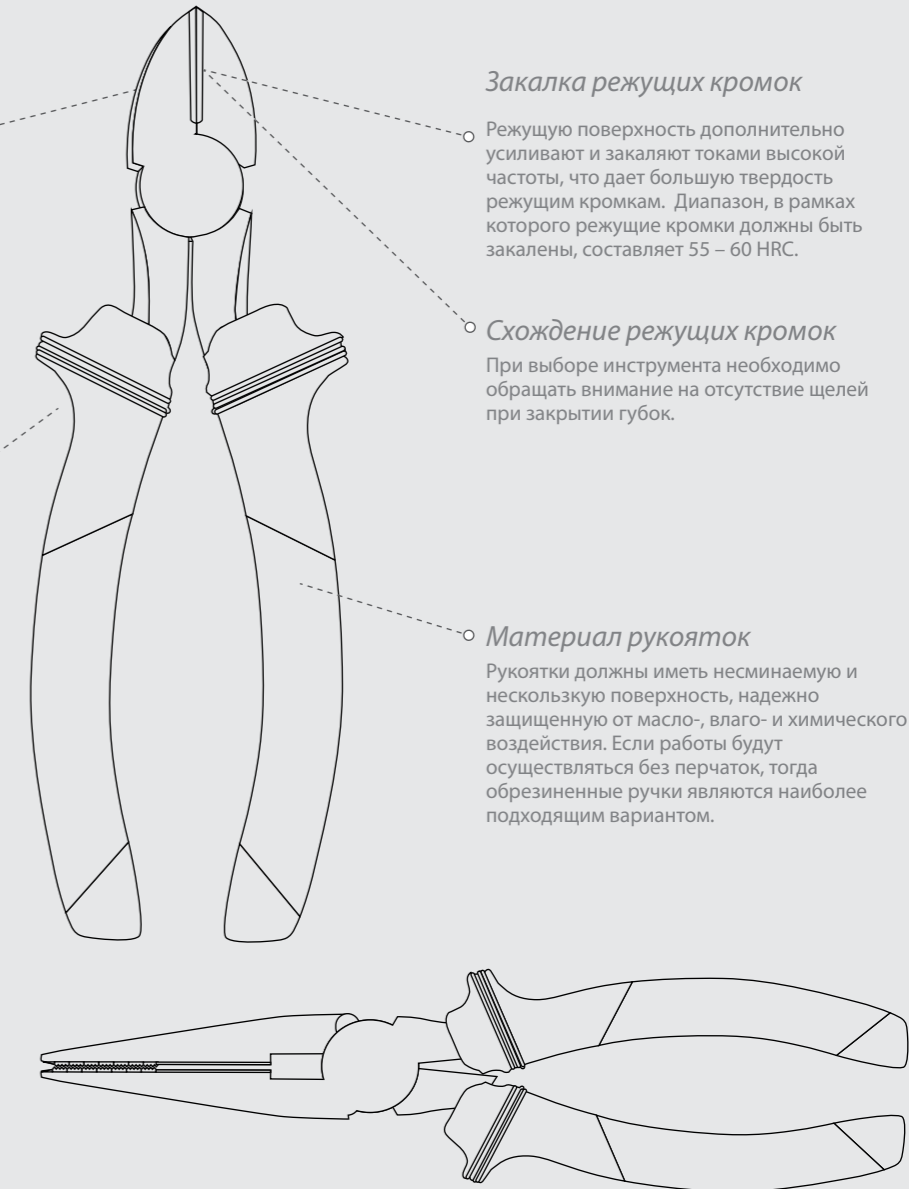 Закалка режущих кромок
Режущую поверхность дополнительно
усиливают и закаляют токами высокой
частоты, что дает большую твердость
режущим кромкам. Диапазон, в рамках
которого режущие кромки должны быть
закалены, составляет 55 – 60 HRC.
Схождение режущих кромок
При выборе инструмента необходимо
обращать внимание на отсутствие щелей
при закрытии губок.
Материал рукояток
Рукоятки должны иметь несминаемую и
нескользкую поверхность, надежно
защищенную от масло-, влаго- и химического
воздействия. Если работы будут
осуществляться без перчаток, тогда
обрезиненные ручки являются наиболее
подходящим вариантом.